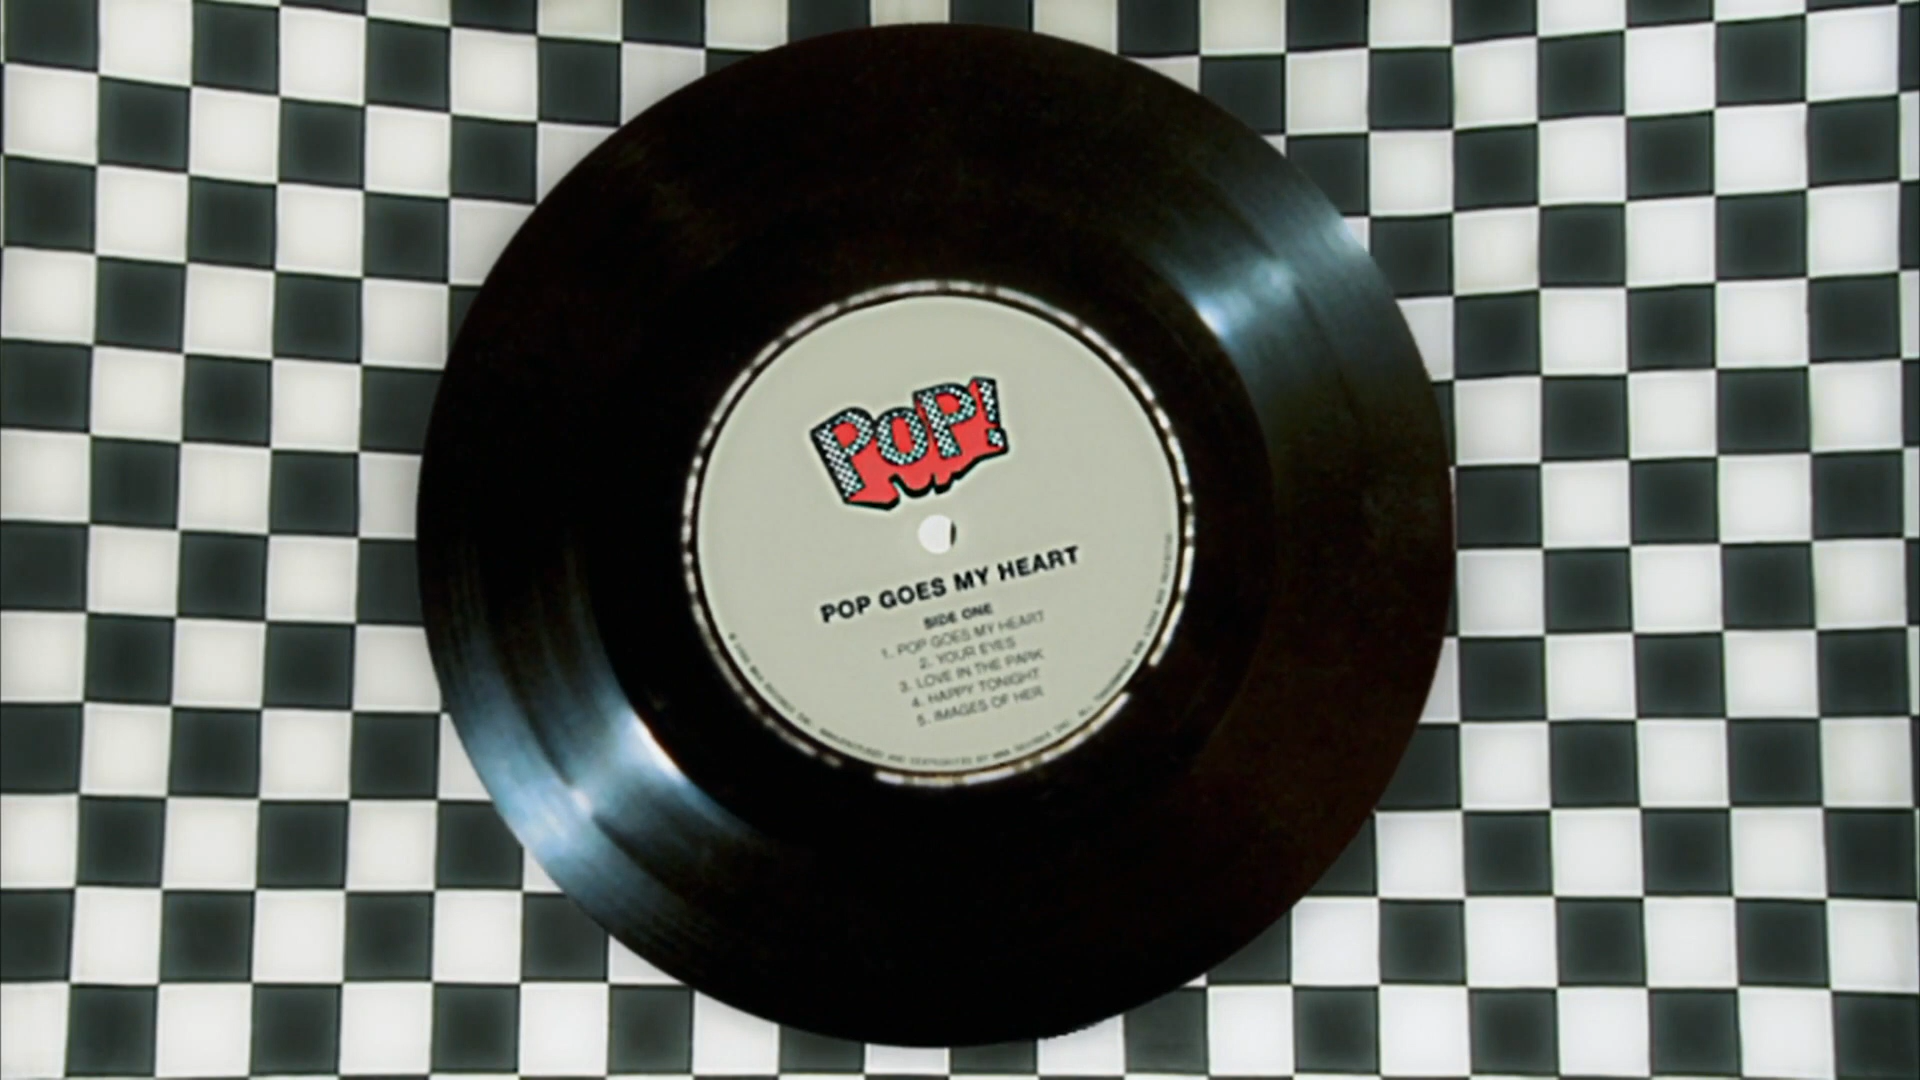 POP!
POP GOES MY HEART
SIDE ONE
1. POP GOES MY HEART
2. YOUR EYES
3. LOVE IN THE PARK
4. HAPPY TONIGHT
5. IMAGES OF HER